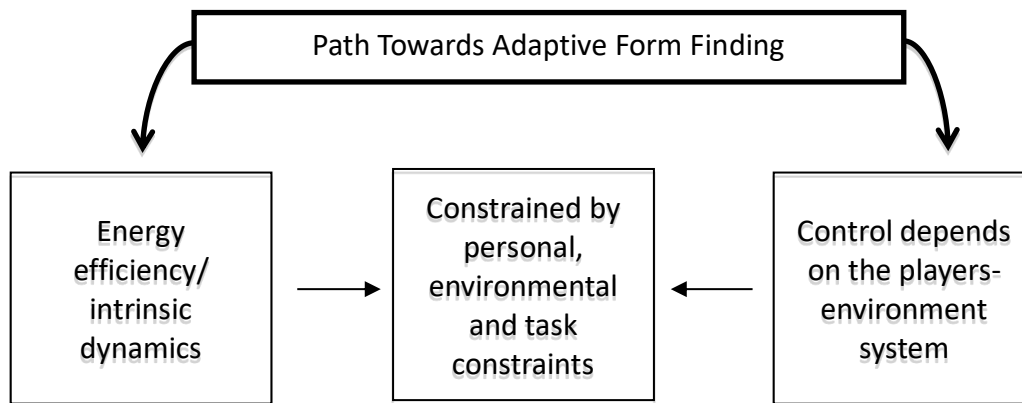 Path Towards Adaptive Form Finding
Energy
efficiency/
intrinsic
dynamics
Constrained by
personal,
environmental
and task
constraints
Control depends
on the players-
environment
system